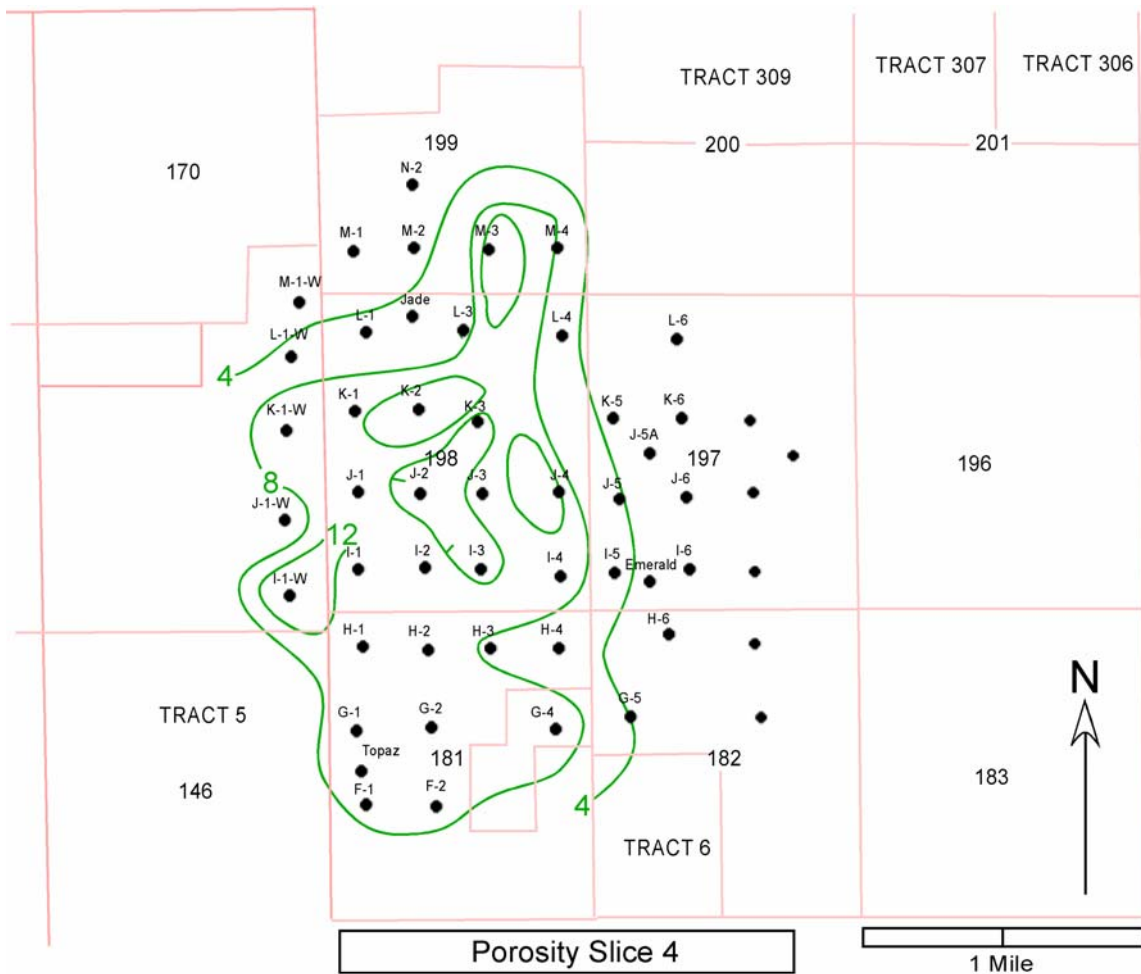 TRACT 309
TRACT 307
TRACT 306
199
200
201
170
N-2
M-1
M-2
M-3
M-4
M-1-W
Jade
L-1
L-3
L-4
L-6
L-1-W
4
K-1
K-2
K-3
K-5
K-6
K-1-W
J-5A
198
197
196
8
J-1
J-2
J-3
J-4
J-5
J-6
J-1-W
12
I-1
I-2
I-3
I-4
I-5
Emerald
I-6
I-1-W
H-1
H-2
H-3
H-4
H-6
TRACT 5
G-1
G-2
G-4
G-5
N
Topaz
181
182
183
146
F-1
F-2
4
TRACT 6
Porosity Slice 4
1 Mile